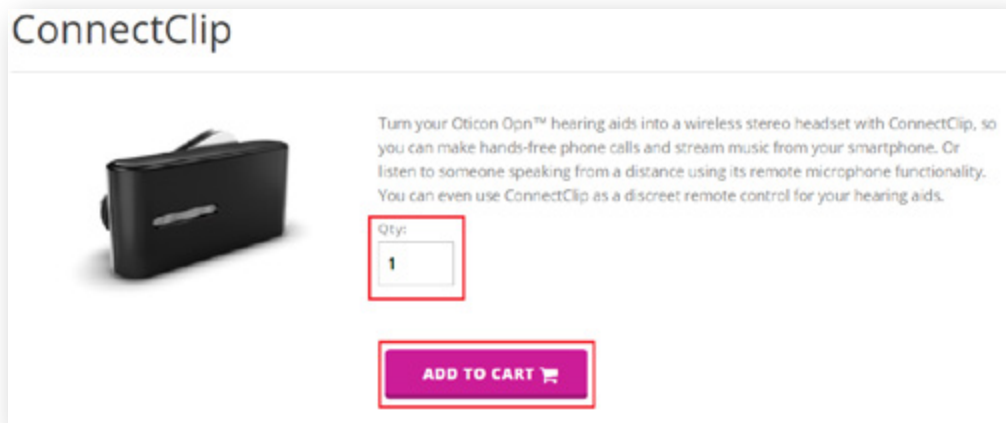 ConnectClip
Turn your Oticon Opn™ hearing aids into a wireless stereo headset with ConnectClip, so
you can make hands-free phone calls and stream music from your smartphone. Or
listen to someone speaking from a distance using its remote microphone functionality.
You can even use ConnectClip as a discreet remote control for your hearing aids.
Qty:
1
ADD TO CART